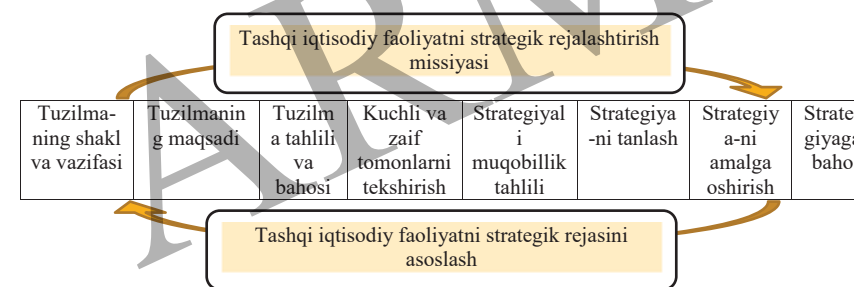 Tashqi iqtisodiy faoliyatni strategik rejalashtirish
missiyasi
Tuzilma-
ning shakl
va vazifasi
Tuzilmanin
g maqsadi
Tuzilm
a tahlili
va
bahosi
Kuchli va
zaif
tomonlarni
tekshirish
Strategiyal
i
muqobillik
tahlili
Strategiya
-ni tanlash
Strategiy
a-ni
amalga
oshirish
Strate
giyaga
baho
Tashqi iqtisodiy faoliyatni strategik rejasini
asoslash
ARM